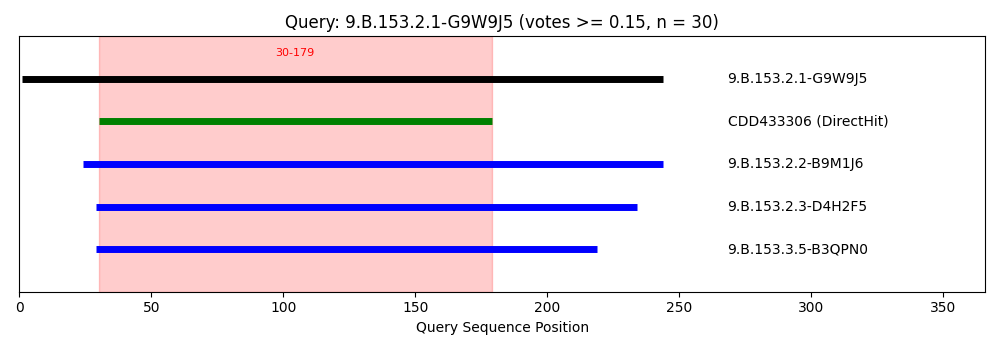 Query: 9.B.153.2.1-G9W9J5 (votes >= 0.15, n = 30)
30-179
9.B.153.2.1-G9W9J5
CDD433306 (DirectHit)
9.B.153.2.2-B9M1J6
9.B.153.2.3-D4H2F5
9.B.153.3.5-B3QPN0
0 50 100 150 200 250 300 350
Query Sequence Position